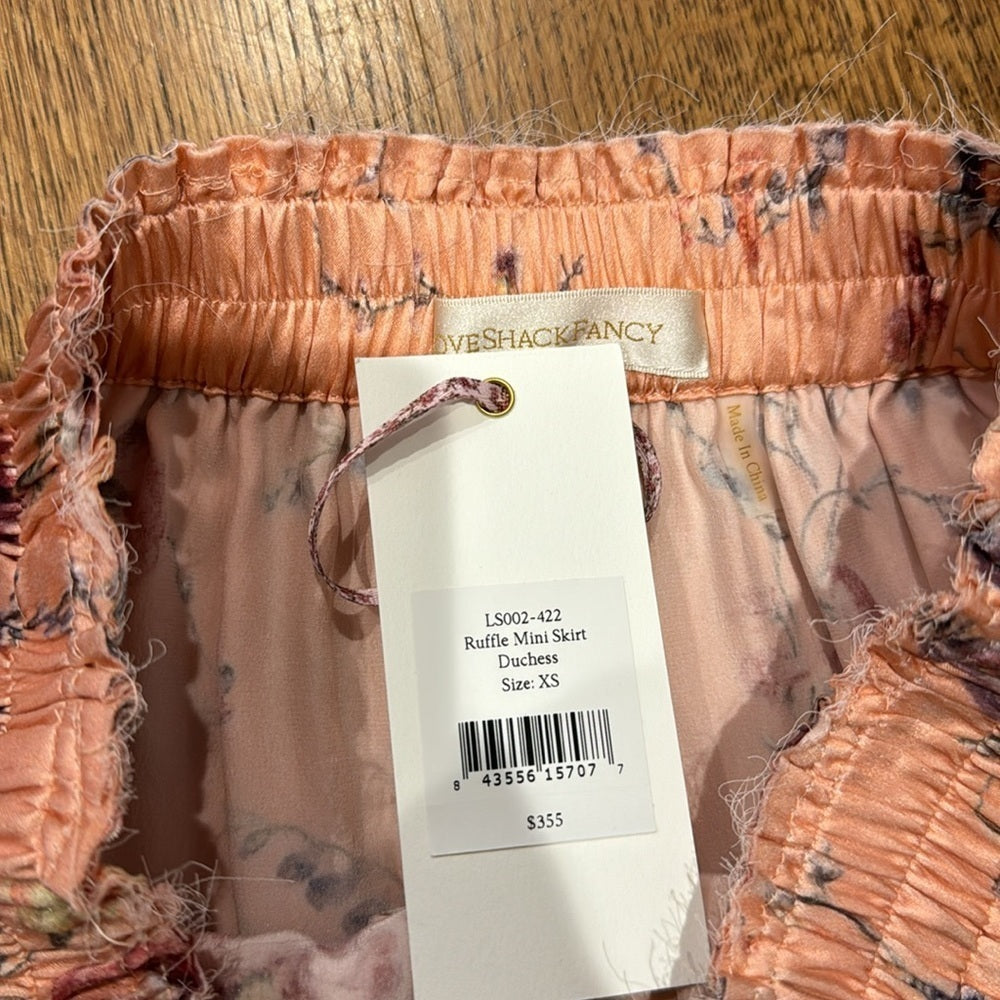 OVESHACKFANCY
Made In China
LS002-422
Ruffle Mini Skirt
Duchess
Size: XS
8 43556 15707 7
$355